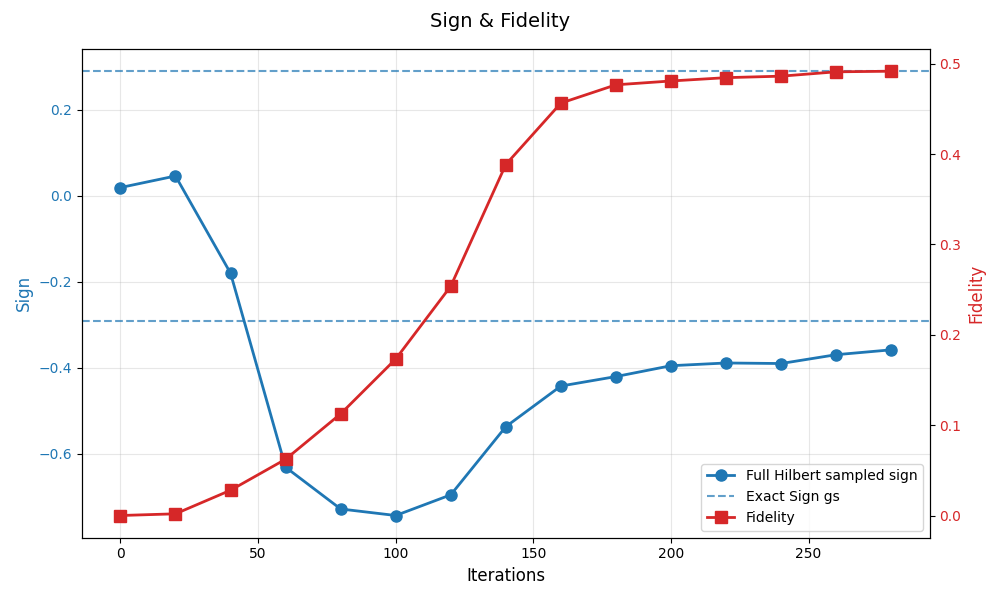 Sign & Fidelity
0.2
0.0
−0.2
−0.4
−0.6
Sign
0.5
0.4
0.3
0.2
0.1
0.0
Fidelity
Full Hilbert sampled sign
Exact Sign gs
Fidelity
0 50 100 150 200 250
Iterations